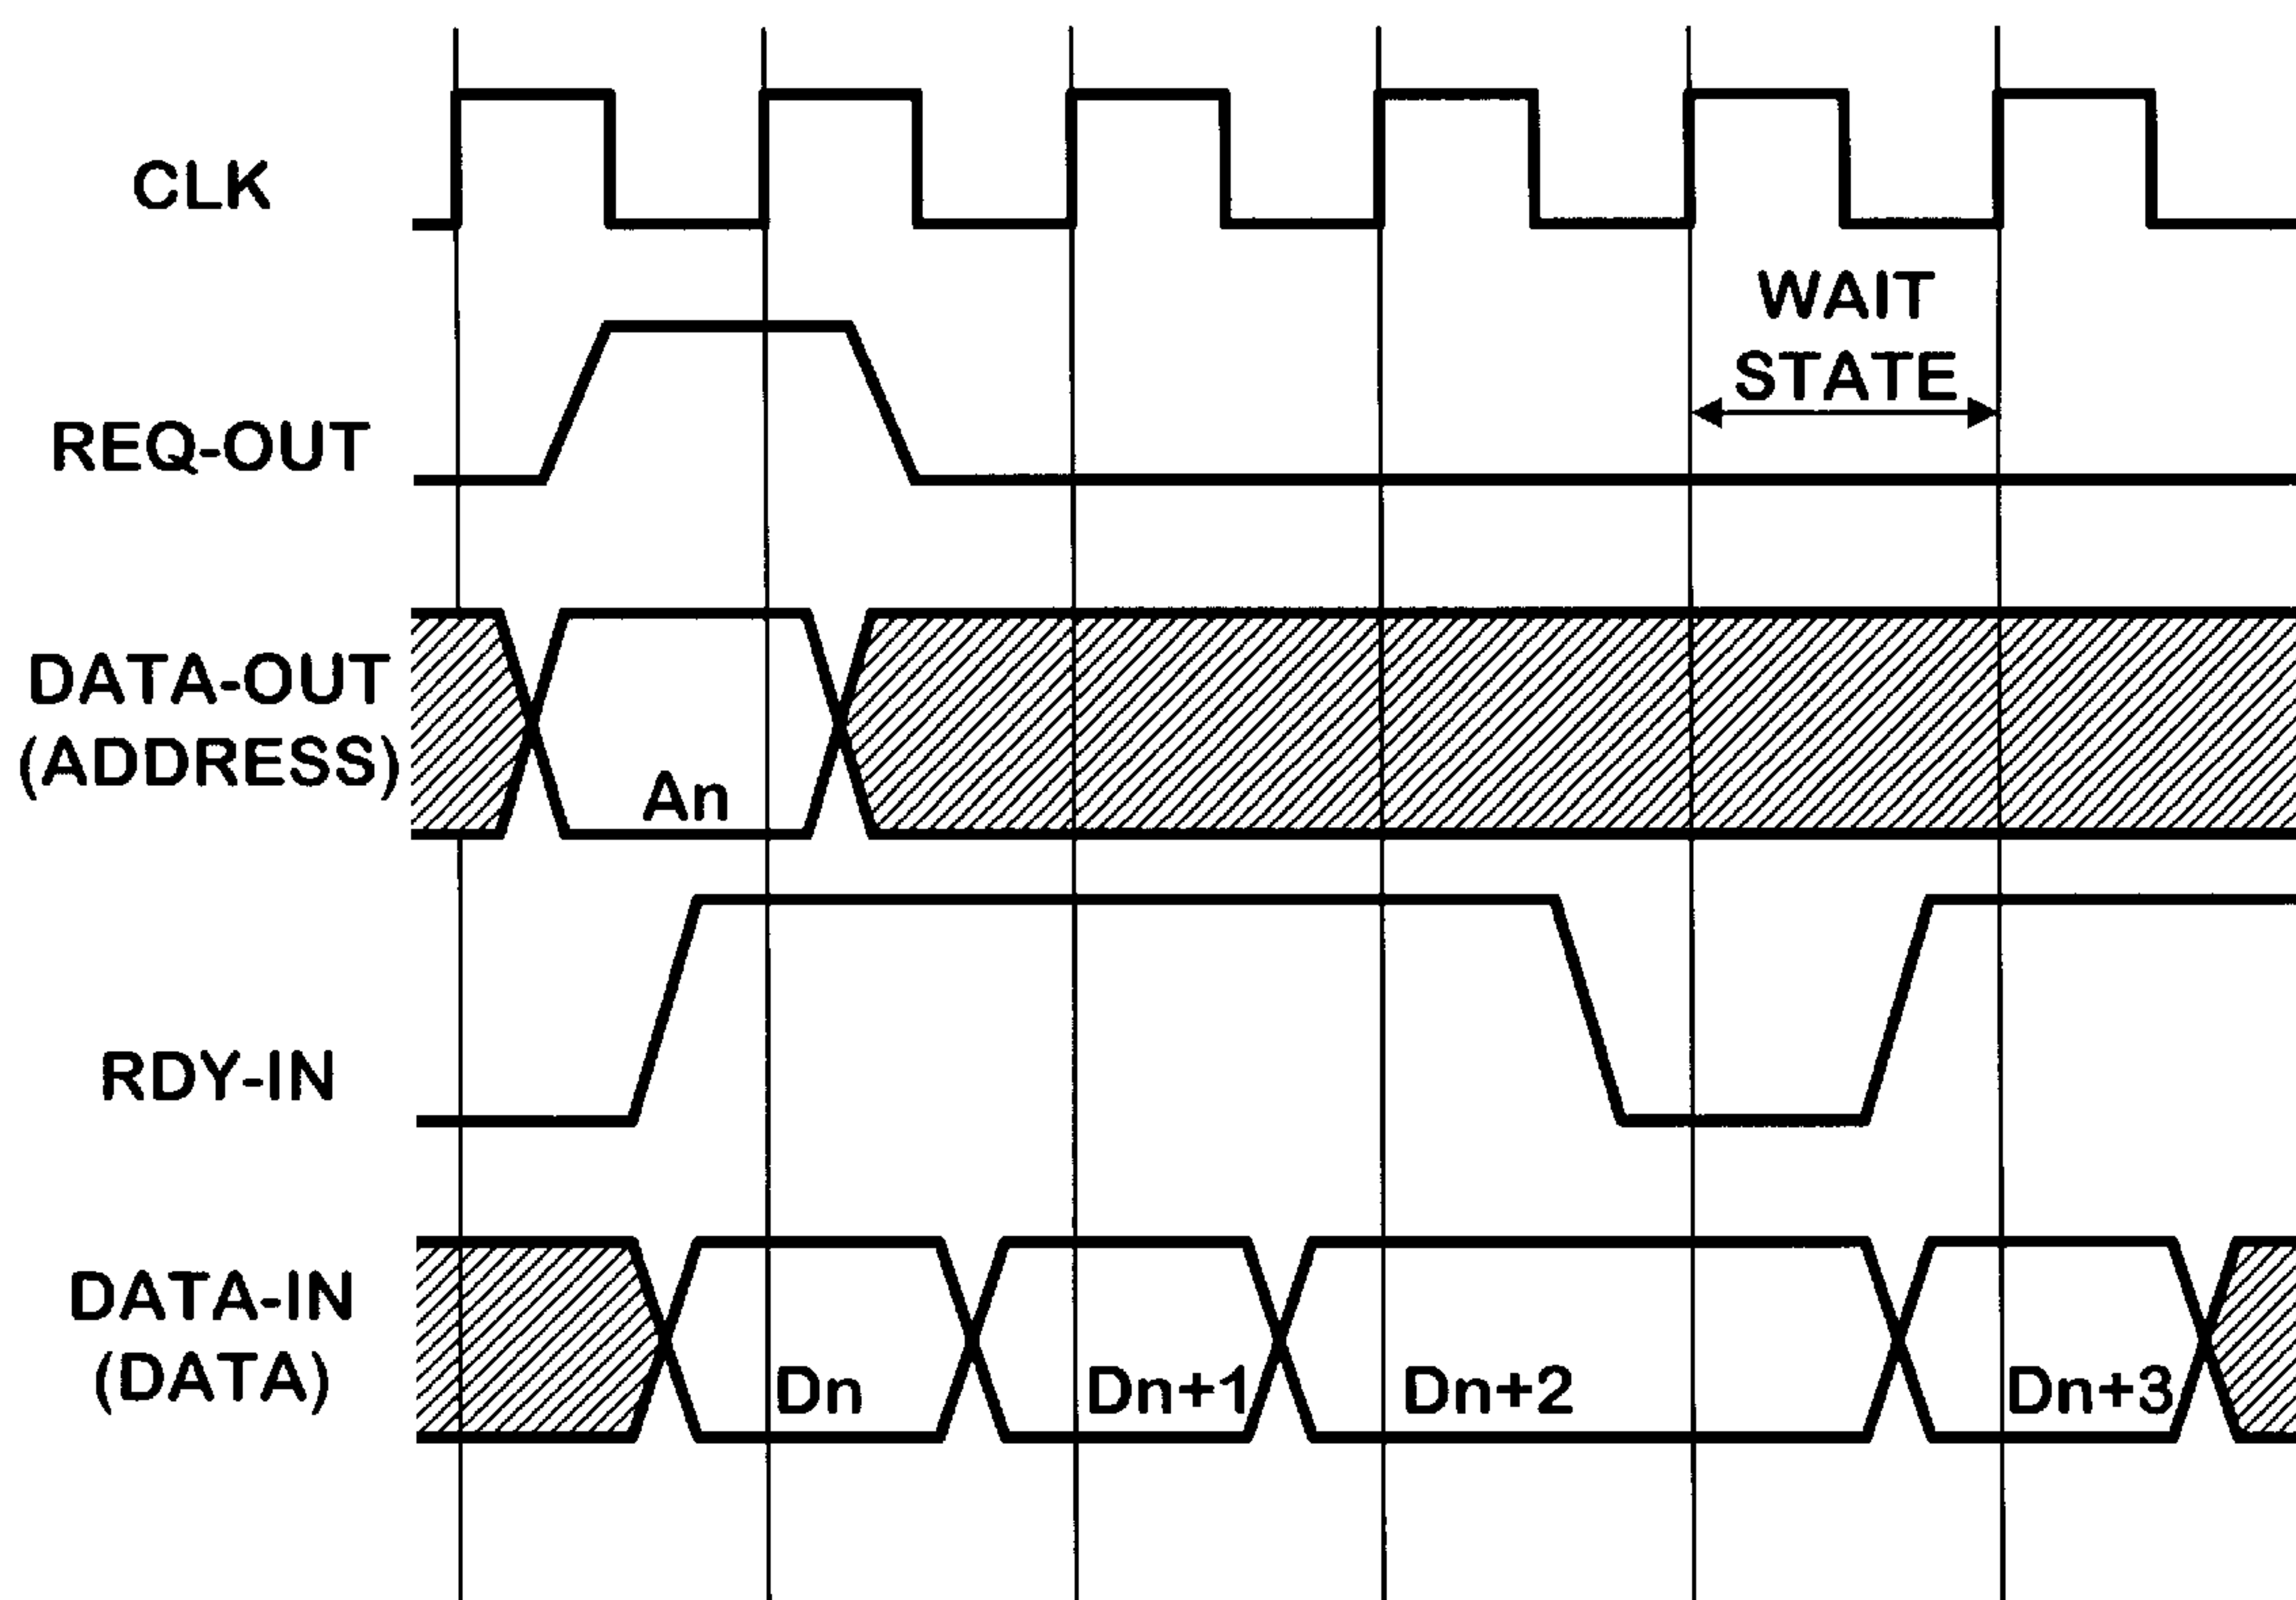 CLK
WAIT
STATE
REQ-OUT
DATA-OUT
(ADDRESS)
An
RDY-IN
DATA-IN
(DATA)
Dn
Dn+1
Dn+2
Dn+3